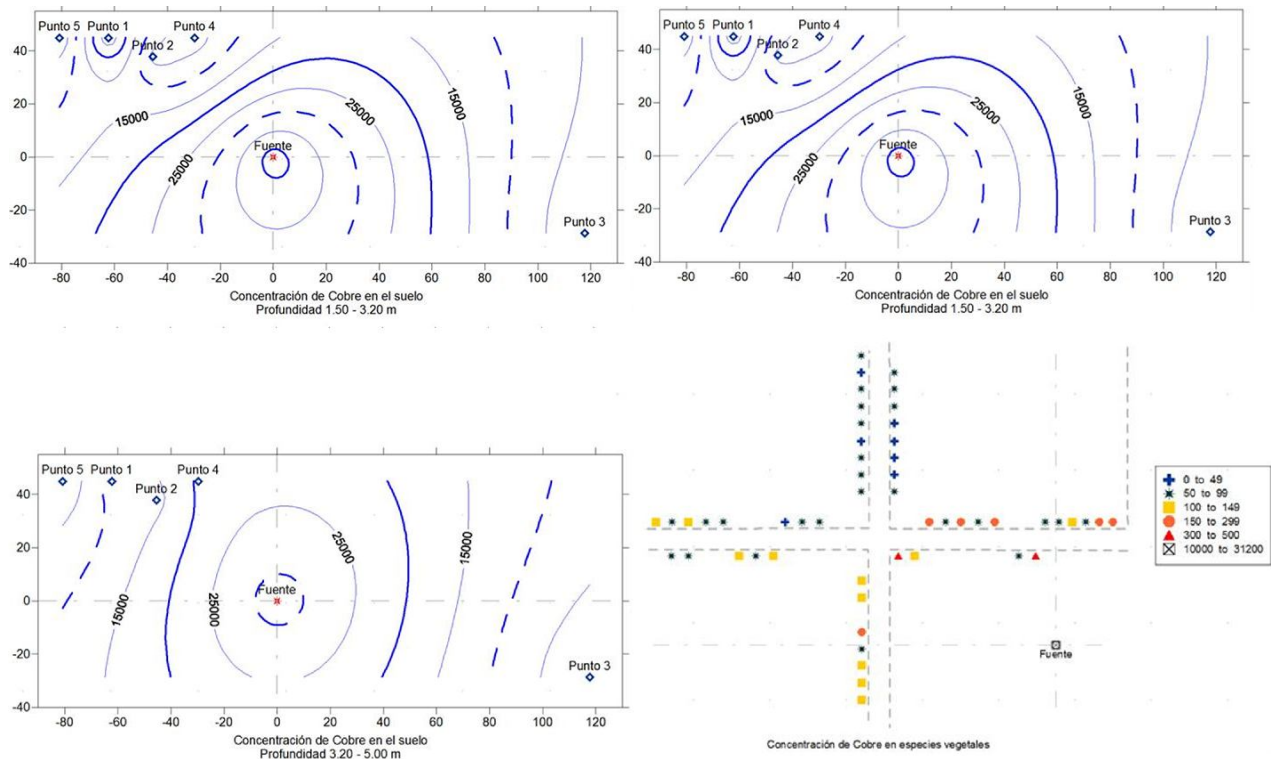 Punto 5 Punto 1 Punto 4
Punto 2
40
20
0
-20
-40
15000
25000
25000
15000
Fuente
Punto 3
-80 -60 -40 -20 0 20 40 60 80 100 120
Concentración de Cobre en el suelo
Profundidad 1.50 - 3.20 m
Punto 5 Punto 1 Punto 4
Punto 2
40
20
0
-20
-40
15000
25000
25000
15000
Fuente
Punto 3
-80 -60 -40 -20 0 20 40 60 80 100 120
Concentración de Cobre en el suelo
Profundidad 1.50 - 3.20 m
Punto 5 Punto 1 Punto 4
Punto 2
40
20
0
-20
-40
15000
25000
25000
15000
Fuente
Punto 3
-80 -60 -40 -20 0 20 40 60 80 100 120
Concentración de Cobre en el suelo
Profundidad 3.20 - 5.00 m
0 to 49
50 to 99
100 to 149
150 to 299
300 to 500
10000 to 31200
Fuente
Concentración de Cobre en especies vegetales